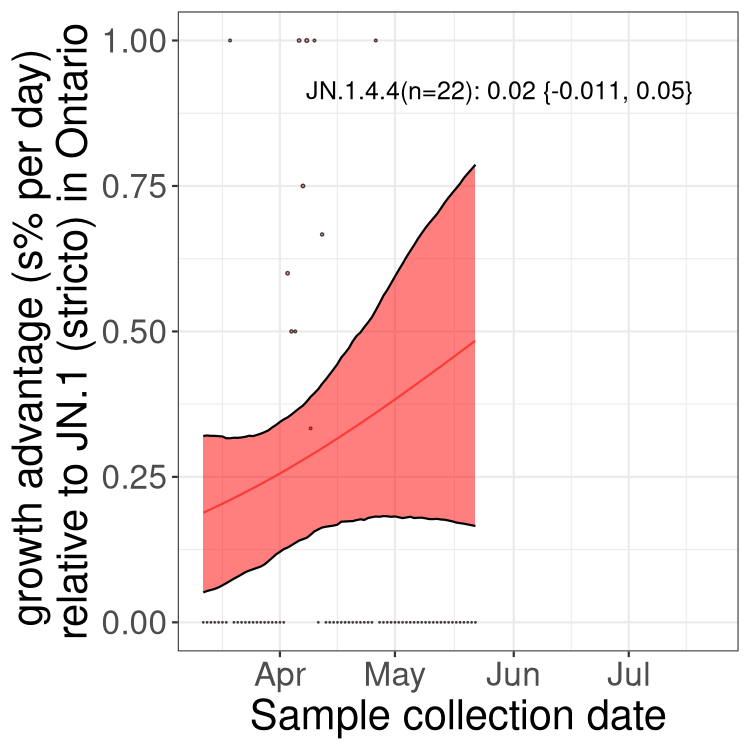 growth advantage (s% per day)
relative to JN.1 (stricto) in Ontario
1.00
0.75
0.50
0.25
0.00
JN.1.4.4(n=22): 0.02 {-0.011, 0.05}
Apr
May
Jun
Jul
Sample collection date